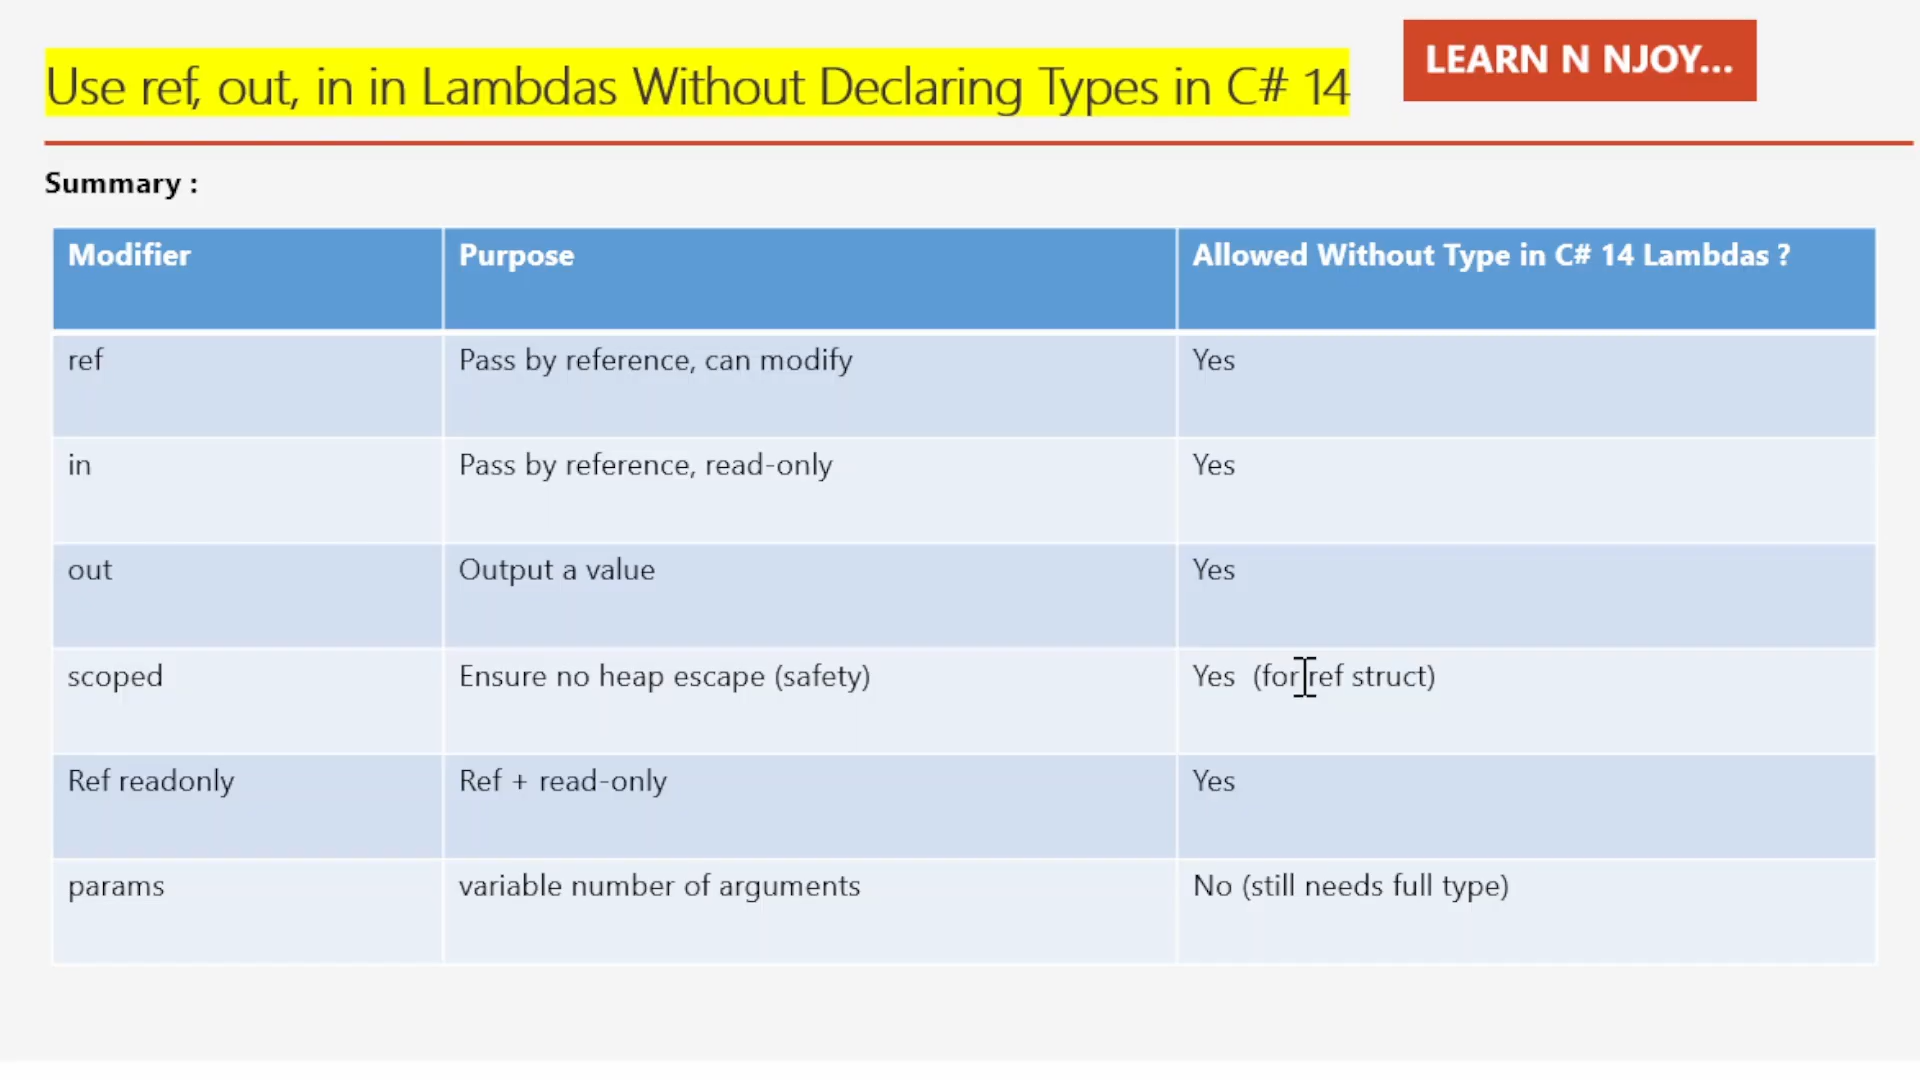 Use ref, out, in in Lambdas Without Declaring Types in C# 14
LEARN N NJOY...
Summary :
Modifier Purpose Allowed Without Type in C# 14 Lambdas ?
ref Pass by reference, can modify Yes
in Pass by reference, read-only Yes
out Output a value Yes
scoped Ensure no heap escape (safety) Yes (for ref struct)
Ref readonly Ref + read-only Yes
params variable number of arguments No (still needs full type)